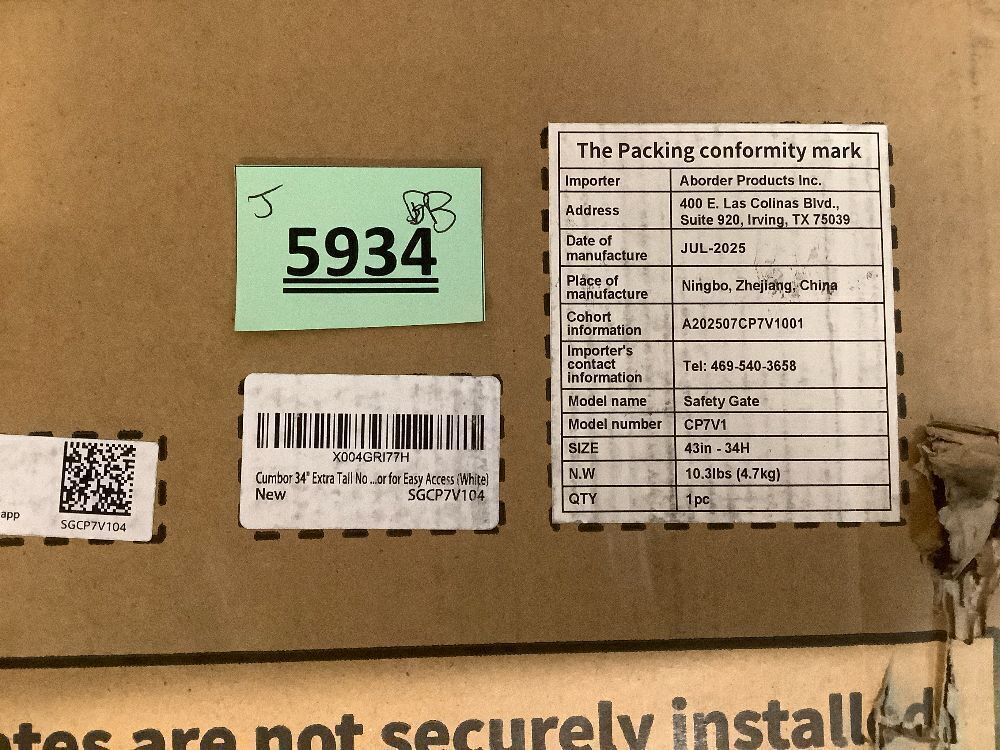 J BB
5934
The Packing conformity mark
Importer Aborder Products Inc.
Address 400 E. Las Colinas Blvd.,
Suite 920, Irving, TX 75039
Date of
manufacture JUL-2025
Place of
manufacture Ningbo, Zhejiang, China
Cohort
information A202507CP7V1001
Importer's
contact
information Tel: 469-540-3658
Model name Safety Gate
Model number CP7V1
SIZE 43in - 34H
N.W 10.3lbs (4.7kg)
QTY 1pc
X004GRI77H
Cumbor 34" Extra Tall No ...or for Easy Access (White)
New SGCP7V104
app
SGCP7V104
are not securely installed